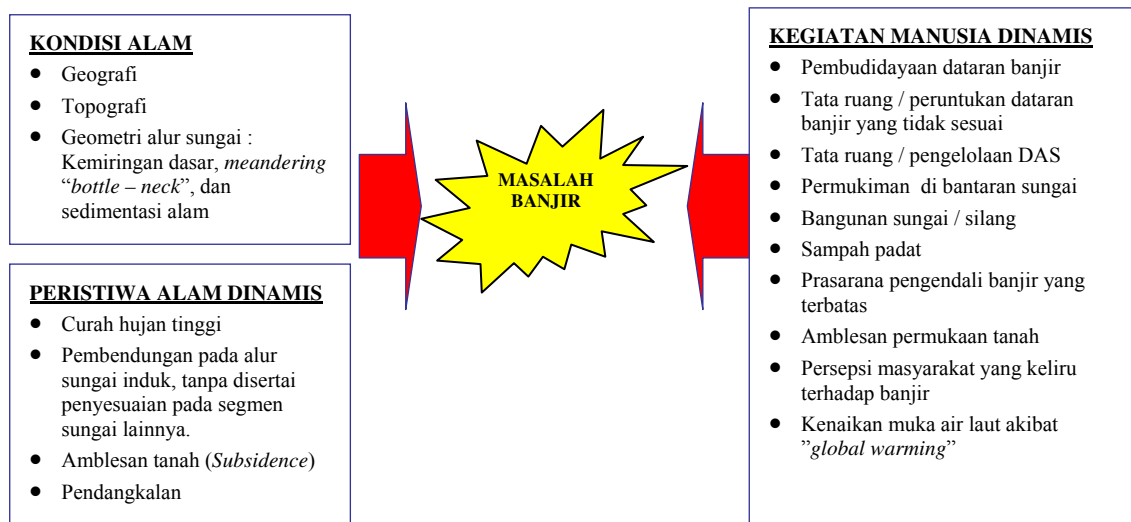 KONDISI ALAM
● Geografi
● Topografi
● Geometri alur sungai :
Kemiringan dasar, meandering
“bottle – neck”, dan
sedimentasi alam
PERISTIWA ALAM DINAMIS
● Curah hujan tinggi
● Pembendungan pada alur
sungai induk, tanpa disertai
penyesuaian pada segmen
sungai lainnya.
● Amblesan tanah (Subsidence)
● Pendangkalan
MASALAH
BANJIR
KEGIATAN MANUSIA DINAMIS
● Pembudidayaan dataran banjir
● Tata ruang / peruntukan dataran
banjir yang tidak sesuai
● Tata ruang / pengelolaan DAS
● Permukiman di bantaran sungai
● Bangunan sungai / silang
● Sampah padat
● Prasarana pengendali banjir yang
terbatas
● Amblesan permukaan tanah
● Persepsi masyarakat yang keliru
terhadap banjir
● Kenaikan muka air laut akibat
”global warming”